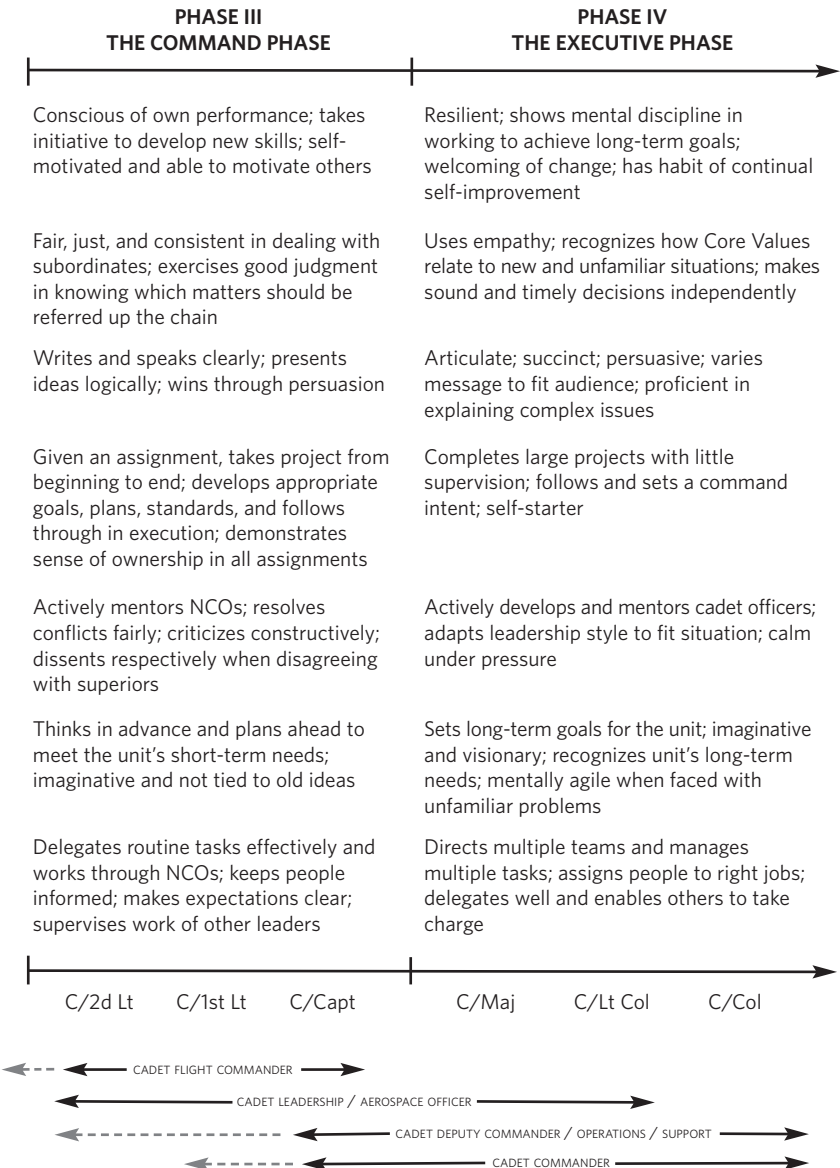 PHASE III
THE COMMAND PHASE
PHASE IV
THE EXECUTIVE PHASE
Conscious of own performance; takes
initiative to develop new skills; self-
motivated and able to motivate others
Resilient; shows mental discipline in
working to achieve long-term goals;
welcoming of change; has habit of continual
self-improvement
Fair, just, and consistent in dealing with
subordinates; exercises good judgment
in knowing which matters should be
referred up the chain
Uses empathy; recognizes how Core Values
relate to new and unfamiliar situations; makes
sound and timely decisions independently
Writes and speaks clearly; presents
ideas logically; wins through persuasion
Articulate; succinct; persuasive; varies
message to fit audience; proficient in
explaining complex issues
Given an assignment, takes project from
beginning to end; develops appropriate
goals, plans, standards, and follows
through in execution; demonstrates
sense of ownership in all assignments
Completes large projects with little
supervision; follows and sets a command
intent; self-starter
Actively mentors NCOs; resolves
conflicts fairly; criticizes constructively;
dissents respectively when disagreeing
with superiors
Actively develops and mentors cadet officers;
adapts leadership style to fit situation; calm
under pressure
Thinks in advance and plans ahead to
meet the unit's short-term needs;
imaginative and not tied to old ideas
Sets long-term goals for the unit; imaginative
and visionary; recognizes unit's long-term
needs; mentally agile when faced with
unfamiliar problems
Delegates routine tasks effectively and
works through NCOs; keeps people
informed; makes expectations clear;
supervises work of other leaders
Directs multiple teams and manages
multiple tasks; assigns people to right jobs;
delegates well and enables others to take
charge
C/2d Lt C/1st Lt C/Capt C/Maj C/Lt Col C/Col
CADET FLIGHT COMMANDER
CADET LEADERSHIP / AEROSPACE OFFICER
CADET DEPUTY COMMANDER / OPERATIONS / SUPPORT
CADET COMMANDER